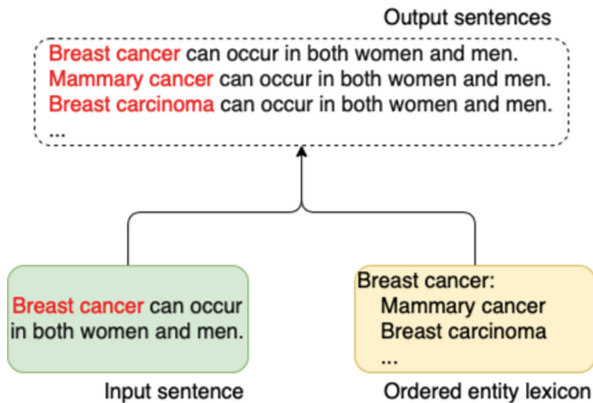 Output sentences
Breast cancer can occur in both women and men.
Mammary cancer can occur in both women and men.
Breast carcinoma can occur in both women and men.
...
Breast cancer can occur
in both women and men.
Input sentence
Breast cancer:
Mammary cancer
Breast carcinoma
...
Ordered entity lexicon